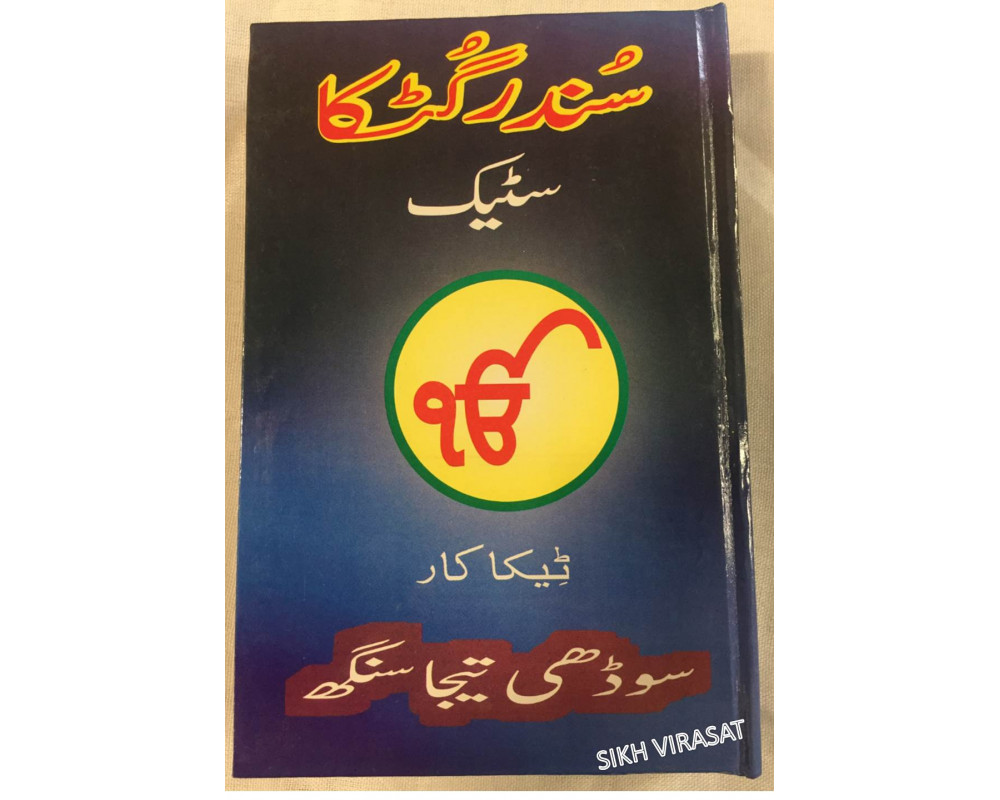 سُندر گُٹکا
سٹیک
ੴ
ٹِیکا کار
سوڈھی تیجا سنگھ
SIKH VIRASAT